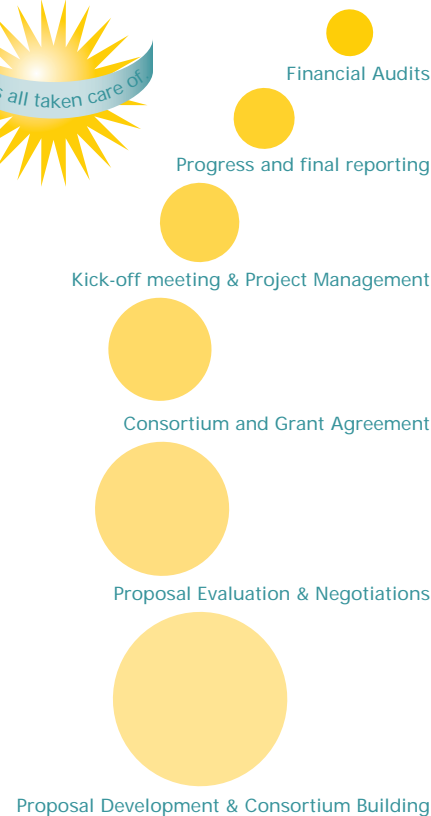 all taken care of
Financial Audits
Progress and final reporting
Kick-off meeting & Project Management
Consortium and Grant Agreement
Proposal Evaluation & Negotiations
Proposal Development & Consortium Building